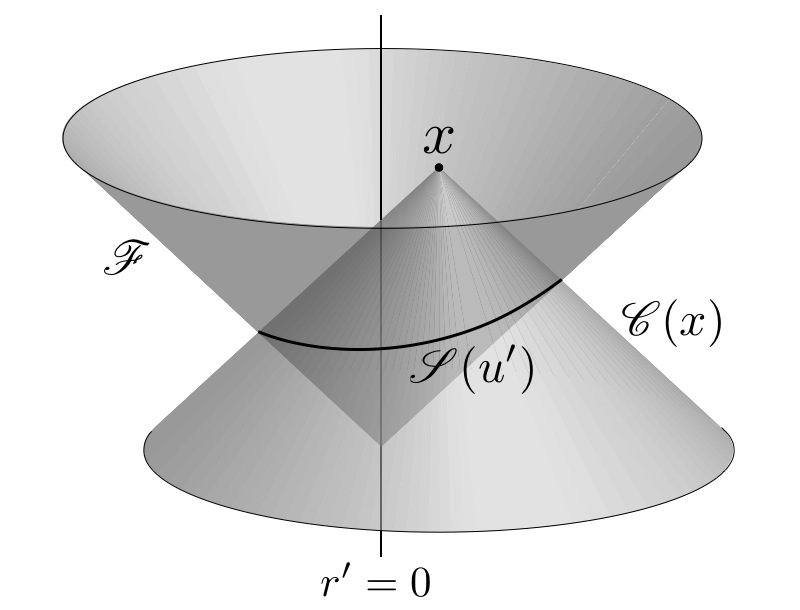 x
ℱ
𝒞(x)
𝒮(u′)
r′ = 0